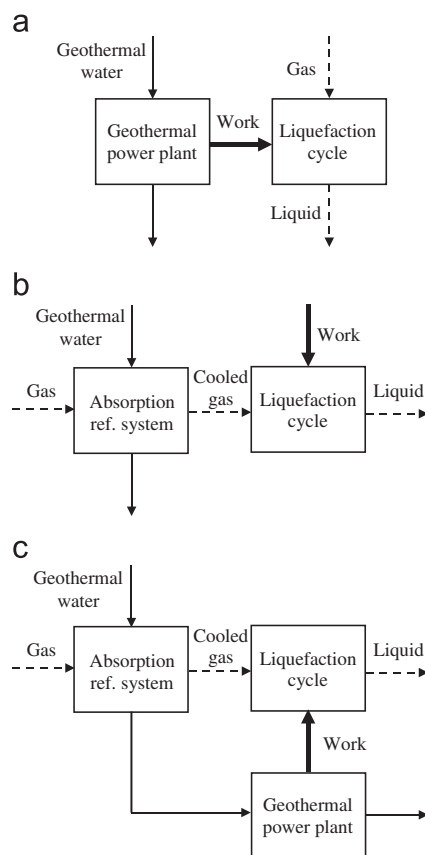 a
Geothermal
water
Gas
Geothermal
power plant
Work
Liquefaction
cycle
Liquid
b
Geothermal
water
Work
Gas
Absorption
ref. system
Cooled
gas
Liquefaction
cycle
Liquid
c
Geothermal
water
Gas
Absorption
ref. system
Cooled
gas
Liquefaction
cycle
Liquid
Work
Geothermal
power plant